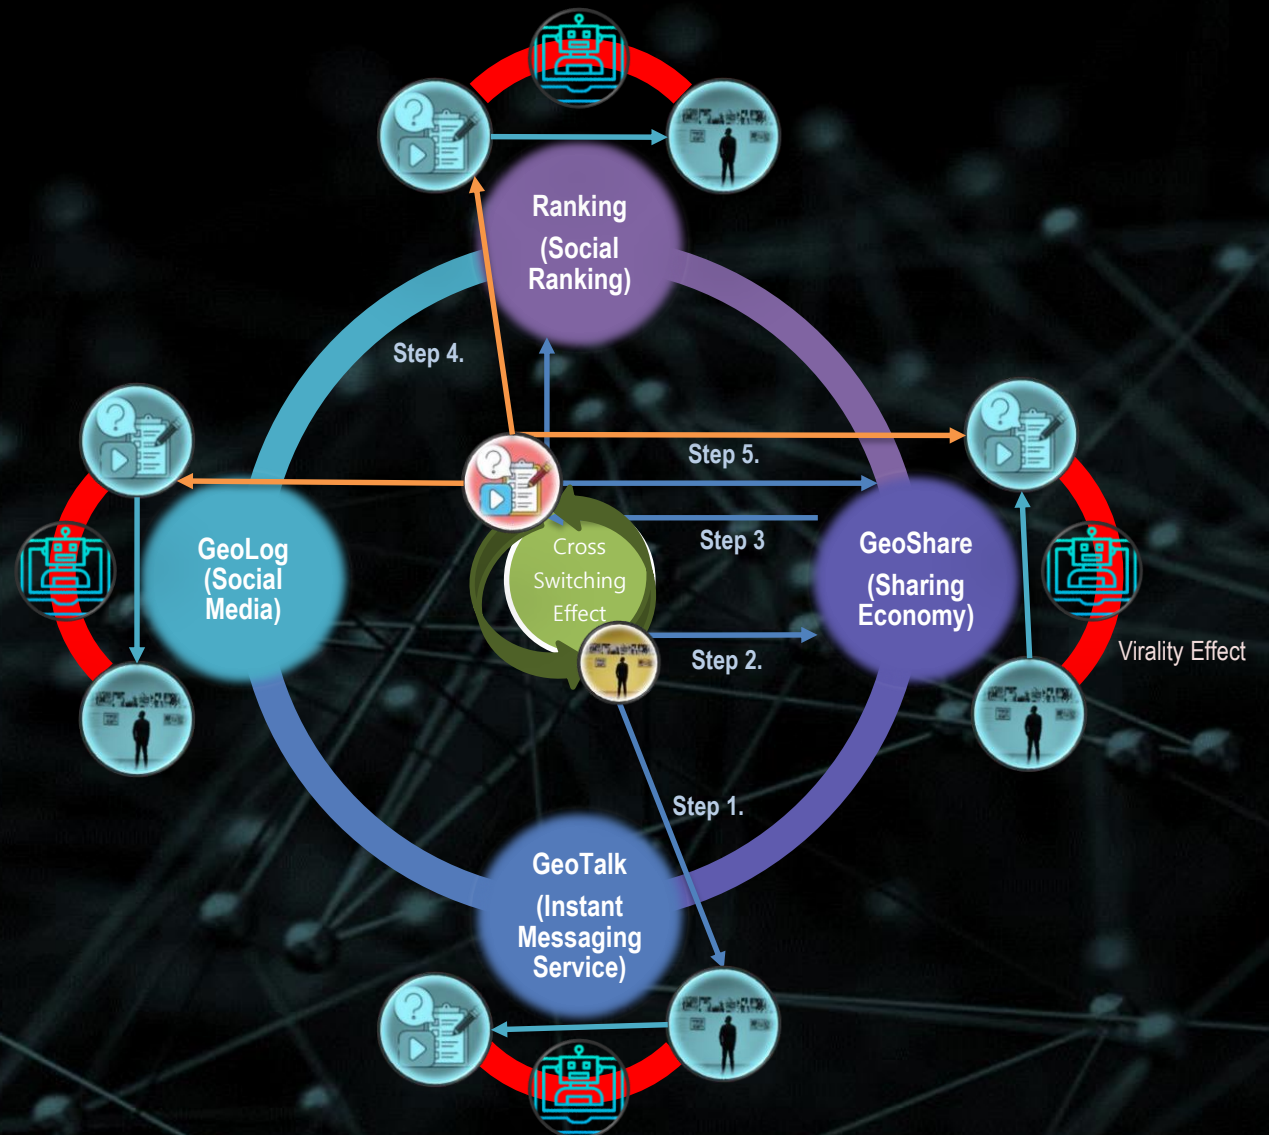 Ranking
(Social
Ranking)
Step 4.
Step 5.
Step 3
GeoLog
(Social
Media)
Cross
Switching
Effect
GeoShare
(Sharing
Economy)
Step 2.
Virality Effect
Step 1.
GeoTalk
(Instant
Messaging
Service)